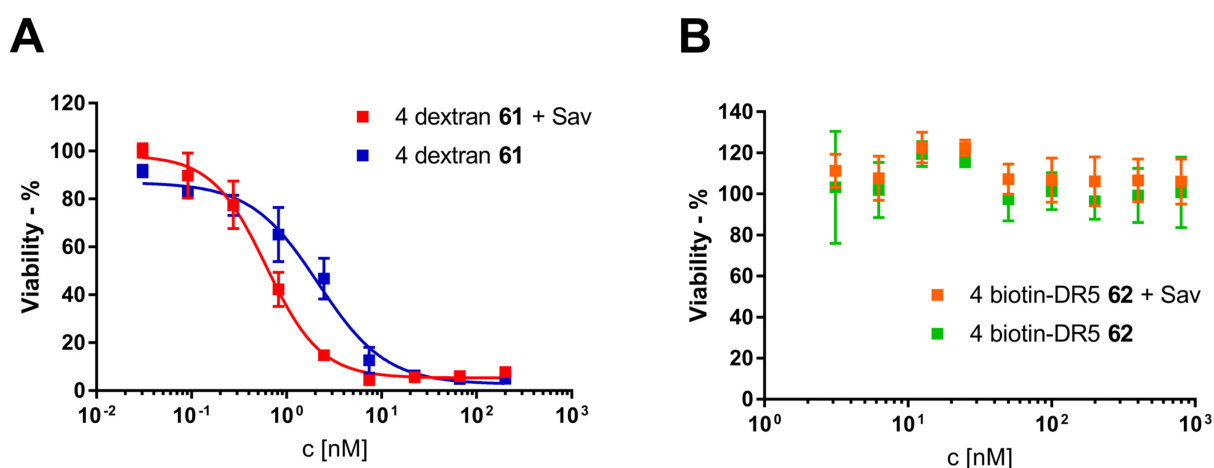 A
Viability - %
120
100
80
60
40
20
0
10-2
10-1
100
101
102
103
c [nM]
4 dextran 61 + Sav
4 dextran 61
B
Viability - %
140
120
100
80
60
40
20
0
100
101
102
103
c [nM]
4 biotin-DR5 62 + Sav
4 biotin-DR5 62